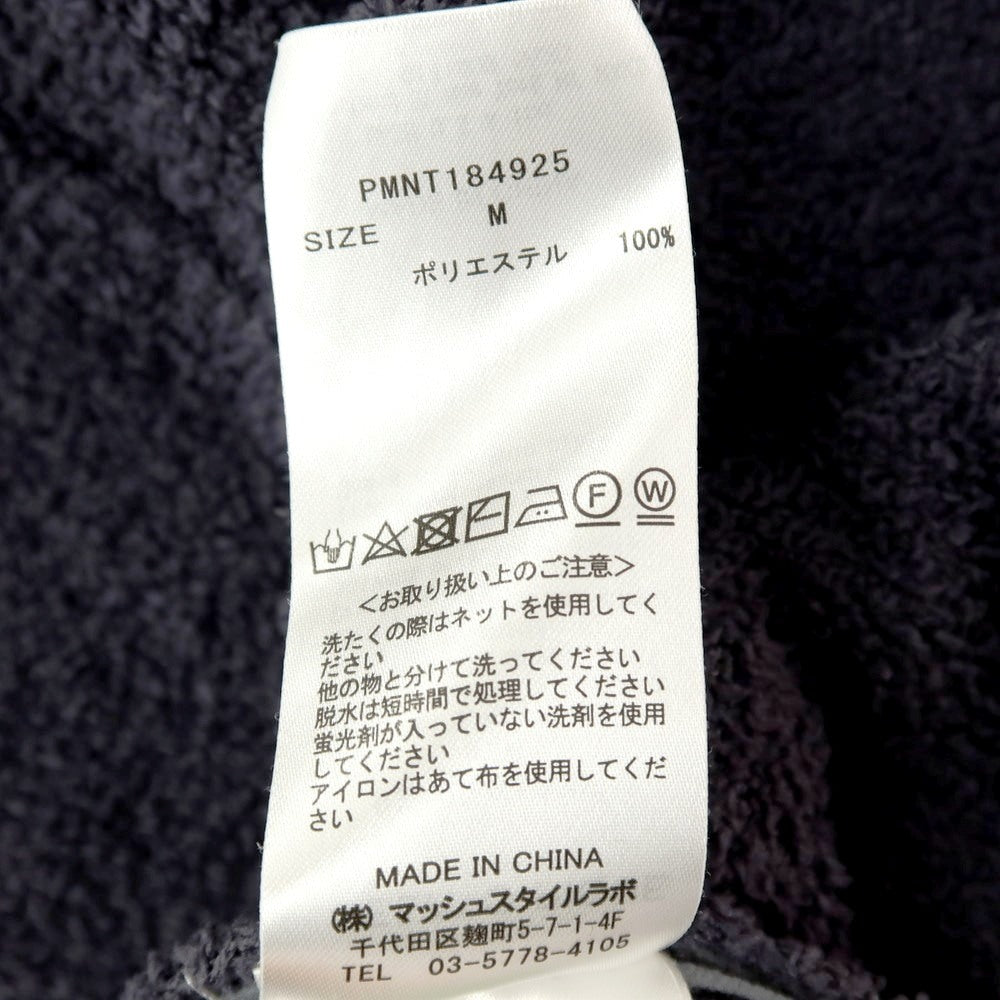 PMNT184925
SIZE M
ポリエステル 100%
F W
<お取り扱い上のご注意>
洗たくの際はネットを使用してく
ださい
他の物と分けて洗ってください
脱水は短時間で処理してください
蛍光剤が入っていない洗剤を使用
してください
アイロンはあて布を使用してくだ
さい
MADE IN CHINA
(株) マッシュスタイルラボ
千代田区麹町5-7-1-4F
TEL 03-5778-4105